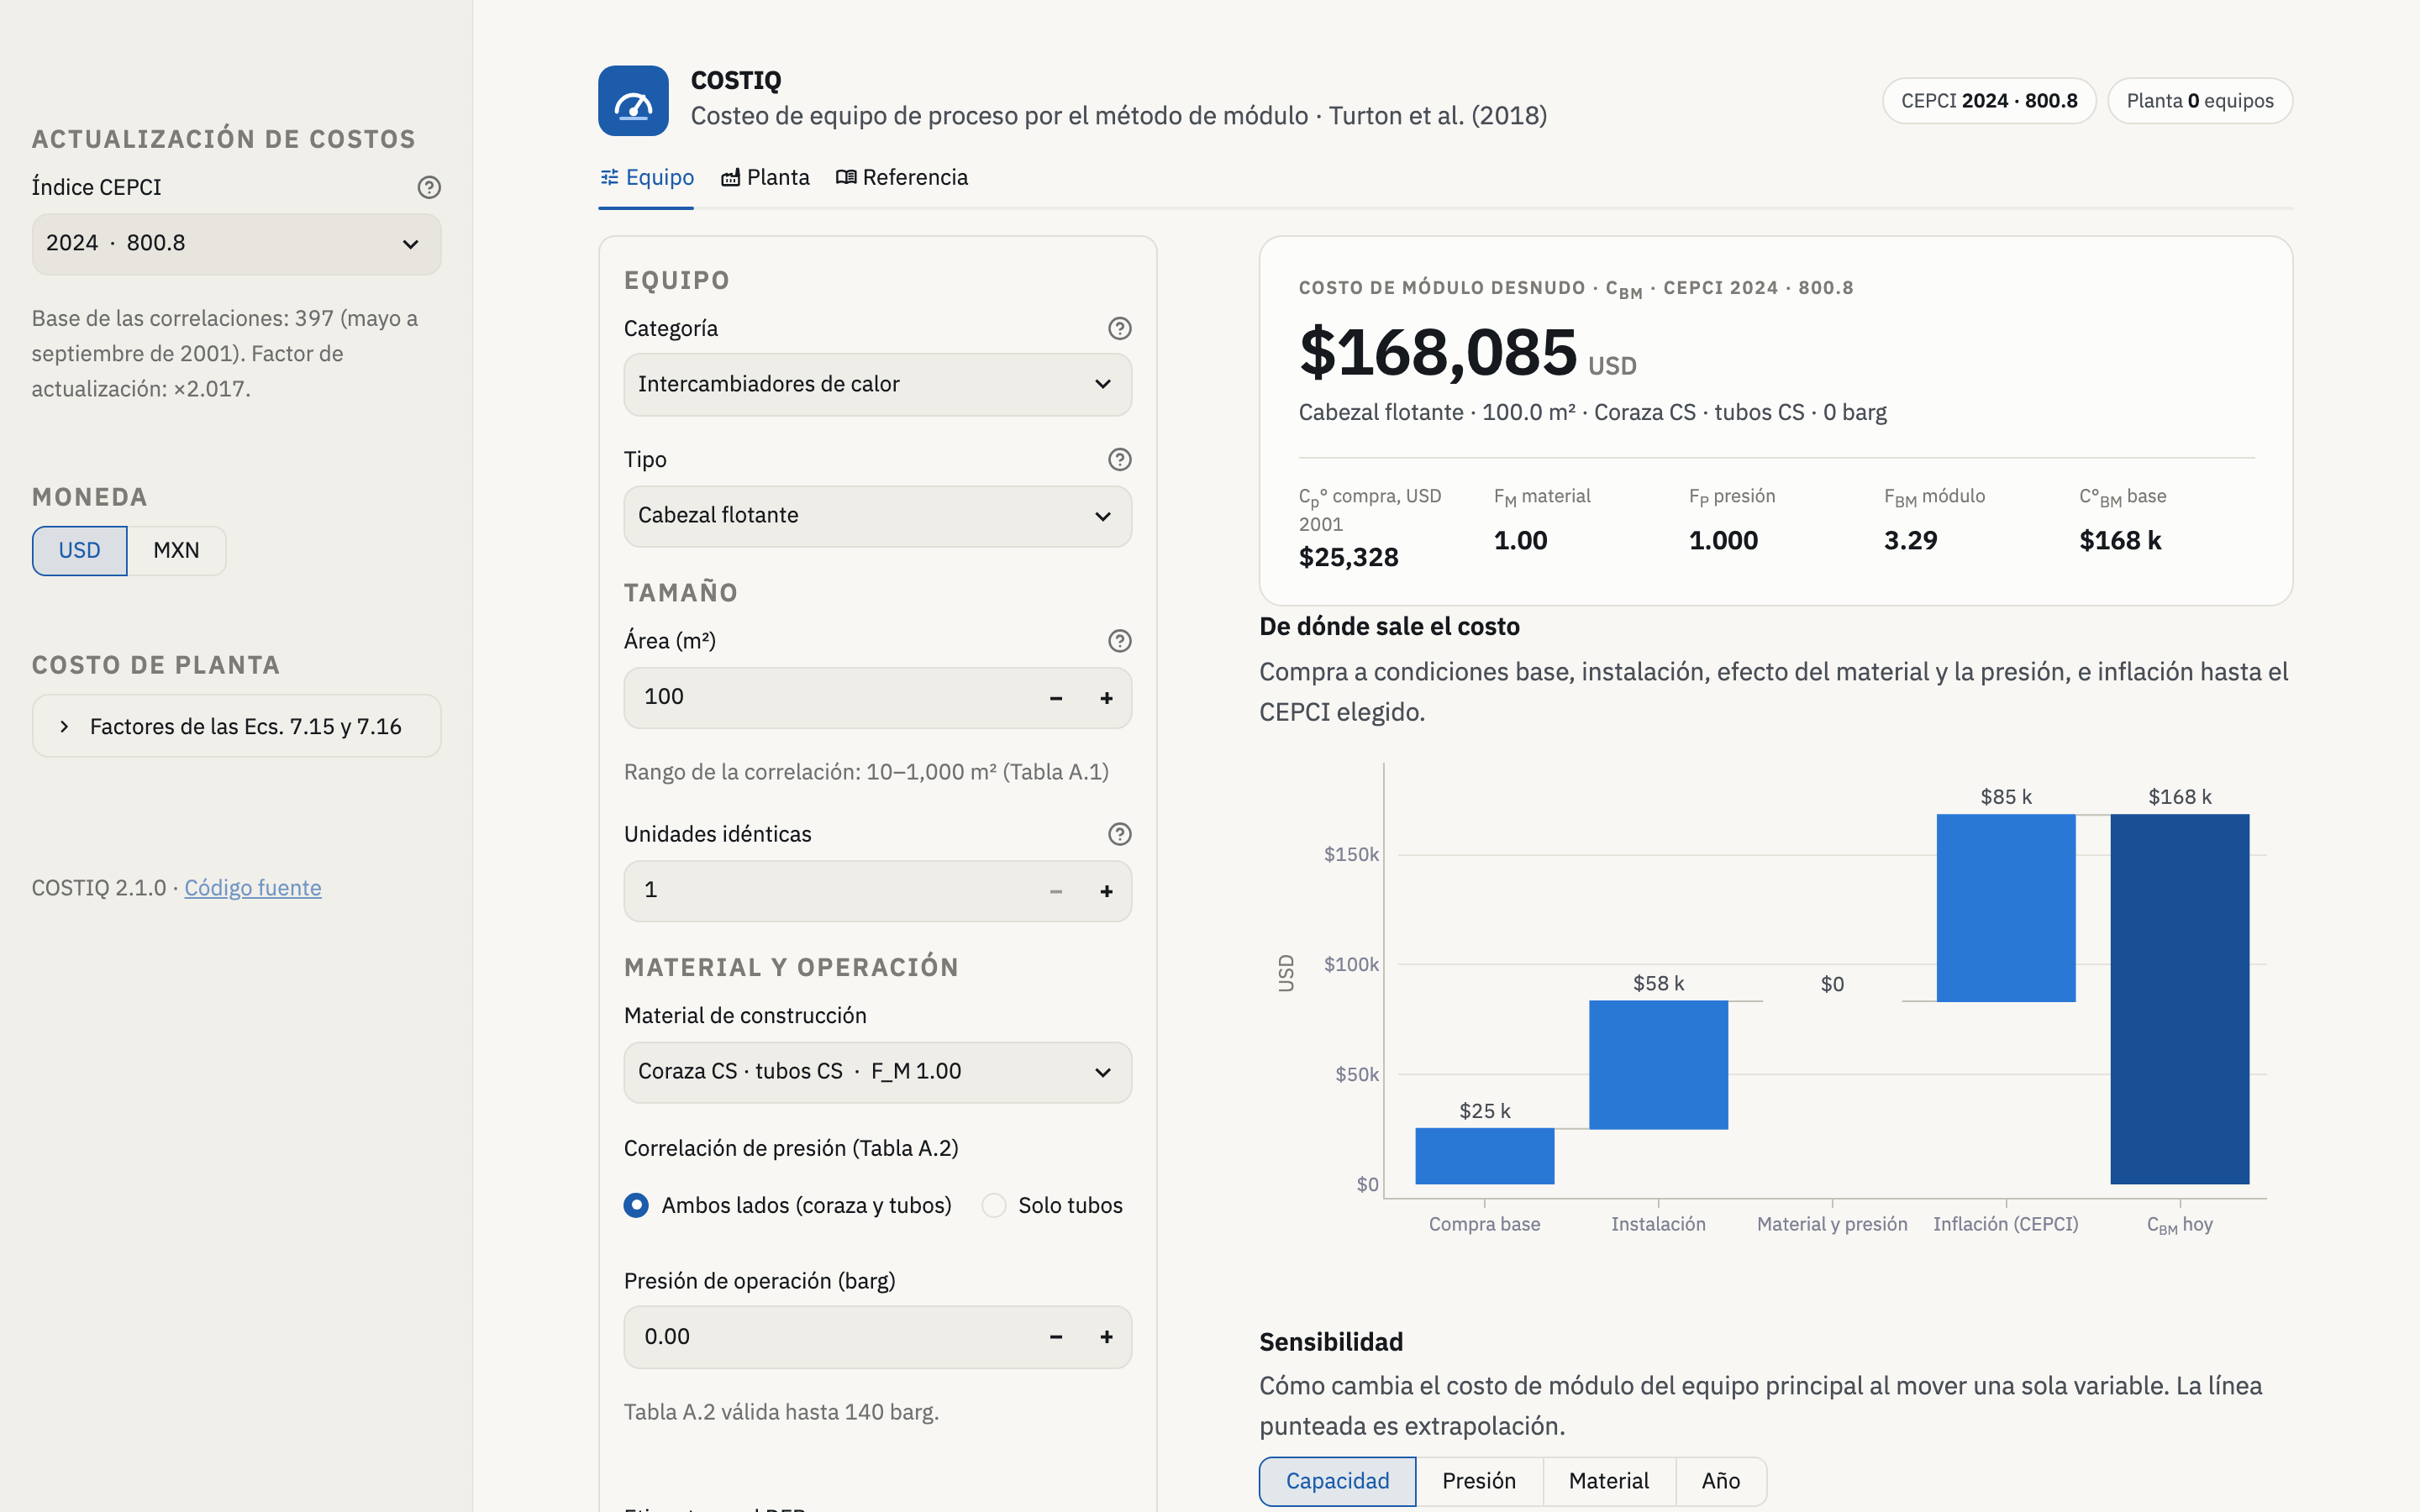 ACTUALIZACIÓN DE COSTOS
Índice CEPCI
2024 · 800.8
Base de las correlaciones: 397 (mayo a
septiembre de 2001). Factor de
actualización: ×2.017.
MONEDA
USD MXN
COSTO DE PLANTA
Factores de las Ecs. 7.15 y 7.16
COSTIQ 2.1.0 · Código fuente
COSTIQ
Costeo de equipo de proceso por el método de módulo · Turton et al. (2018)
CEPCI 2024 · 800.8
Planta 0 equipos
Equipo Planta Referencia
EQUIPO
Categoría
Intercambiadores de calor
Tipo
Cabezal flotante
TAMAÑO
Área (m²)
100 − +
Rango de la correlación: 10–1,000 m² (Tabla A.1)
Unidades idénticas
1 − +
MATERIAL Y OPERACIÓN
Material de construcción
Coraza CS · tubos CS · F_M 1.00
Correlación de presión (Tabla A.2)
Ambos lados (coraza y tubos) Solo tubos
Presión de operación (barg)
0.00 − +
Tabla A.2 válida hasta 140 barg.
COSTO DE MÓDULO DESNUDO · CBM · CEPCI 2024 · 800.8
$168,085 USD
Cabezal flotante · 100.0 m² · Coraza CS · tubos CS · 0 barg
Cp° compra, USD
2001
$25,328
FM material
1.00
FP presión
1.000
FBM módulo
3.29
C°BM base
$168 k
De dónde sale el costo
Compra a condiciones base, instalación, efecto del material y la presión, e inflación hasta el
CEPCI elegido.
USD
$150k
$100k
$50k
$0
$25 k
$58 k
$0
$85 k
$168 k
Compra base
Instalación
Material y presión
Inflación (CEPCI)
CBM hoy
Sensibilidad
Cómo cambia el costo de módulo del equipo principal al mover una sola variable. La línea
punteada es extrapolación.
Capacidad Presión Material Año